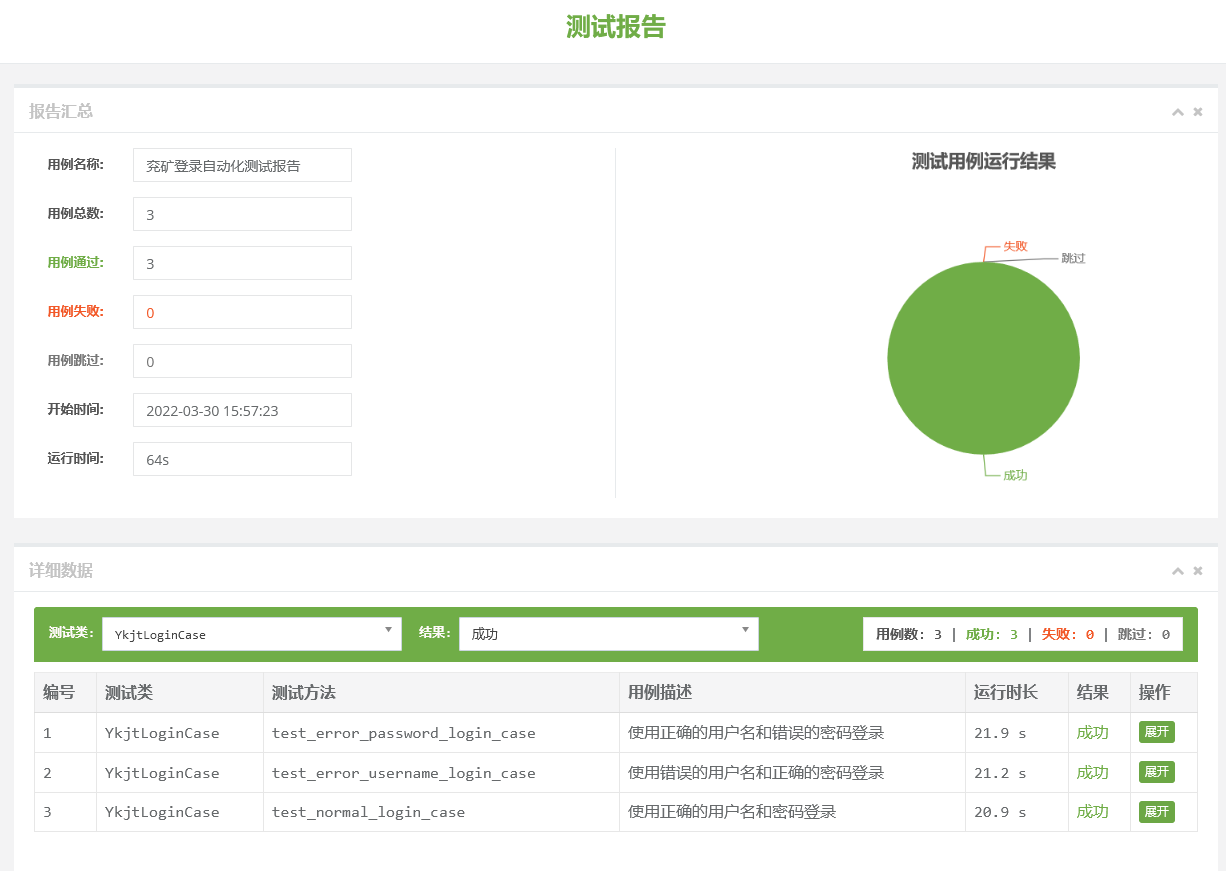 测试报告
报告汇总
用例名称: 兖矿登录自动化测试报告
用例总数: 3
用例通过: 3
用例失败: 0
用例跳过: 0
开始时间: 2022-03-30 15:57:23
运行时间: 64s
测试用例运行结果
失败
跳过
成功
详细数据
测试类: YkjtLoginCase 结果: 成功 用例数: 3 | 成功: 3 | 失败: 0 | 跳过: 0
编号 测试类 测试方法 用例描述 运行时长 结果 操作
1 YkjtLoginCase test_error_password_login_case 使用正确的用户名和错误的密码登录 21.9 s 成功 展开
2 YkjtLoginCase test_error_username_login_case 使用错误的用户名和正确的密码登录 21.2 s 成功 展开
3 YkjtLoginCase test_normal_login_case 使用正确的用户名和密码登录 20.9 s 成功 展开